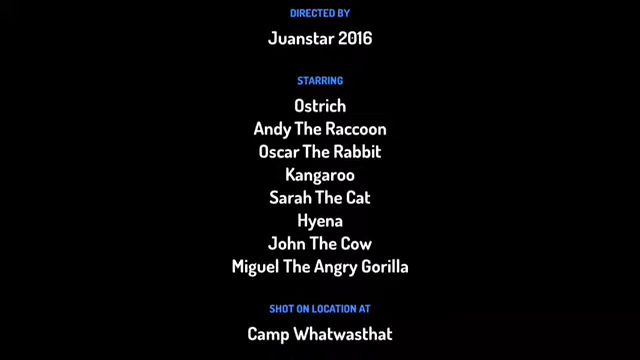 DIRECTED BY
Juanstar 2016
STARRING
Ostrich
Andy The Raccoon
Oscar The Rabbit
Kangaroo
Sarah The Cat
Hyena
John The Cow
Miguel The Angry Gorilla
SHOT ON LOCATION AT
Camp Whatwasthat